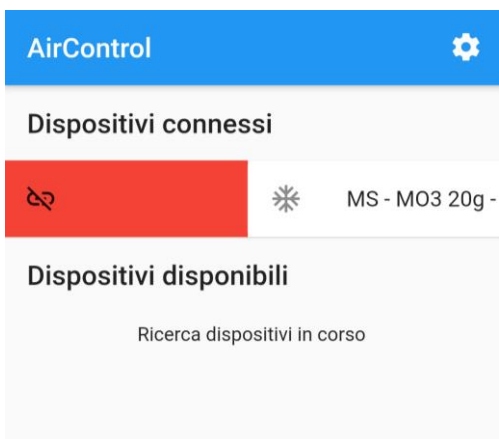 AirControl
Dispositivi connessi
MS - MO3 20g -
Dispositivi disponibili
Ricerca dispositivi in corso